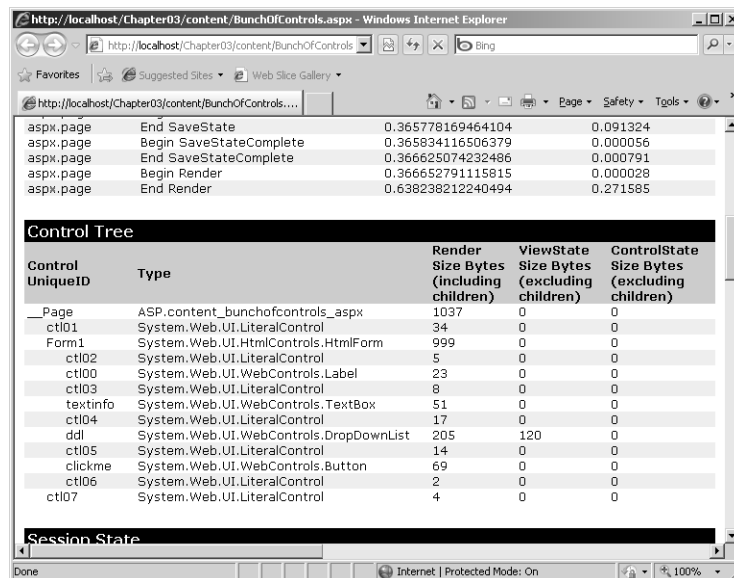 http://localhost/Chapter03/content/BunchOfControls.aspx - Windows Internet Explorer
http://localhost/Chapter03/content/BunchOfControls
Bing
Favorites Suggested Sites Web Slice Gallery
http://localhost/Chapter03/content/BunchOfControls....
Page Safety Tools
aspx.page End SaveState 0.365778169464104 0.091324
aspx.page Begin SaveStateComplete 0.365834116506379 0.000056
aspx.page End SaveStateComplete 0.366625074232486 0.000791
aspx.page Begin Render 0.366652791115815 0.000028
aspx.page End Render 0.638238212240494 0.271585
Control Tree
Control UniqueID Type Render Size Bytes (including children) ViewState Size Bytes (excluding children) ControlState Size Bytes (excluding children)
__Page ASP.content_bunchofcontrols_aspx 1037 0 0
ctl01 System.Web.UI.LiteralControl 34 0 0
Form1 System.Web.UI.HtmlControls.HtmlForm 999 0 0
ctl02 System.Web.UI.LiteralControl 5 0 0
ctl00 System.Web.UI.WebControls.Label 23 0 0
ctl03 System.Web.UI.LiteralControl 8 0 0
textinfo System.Web.UI.WebControls.TextBox 51 0 0
ctl04 System.Web.UI.LiteralControl 17 0 0
ddl System.Web.UI.WebControls.DropDownList 205 120 0
ctl05 System.Web.UI.LiteralControl 14 0 0
clickme System.Web.UI.WebControls.Button 69 0 0
ctl06 System.Web.UI.LiteralControl 2 0 0
ctl07 System.Web.UI.LiteralControl 4 0 0
Session State
Done Internet | Protected Mode: On 100%